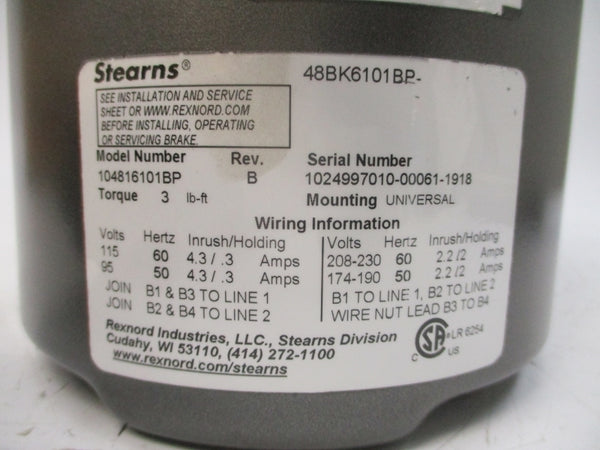 Stearns® 48BK6101BP-
SEE INSTALLATION AND SERVICE
SHEET OR WWW.REXNORD.COM
BEFORE INSTALLING, OPERATING
OR SERVICING BRAKE.
Model Number Rev. Serial Number
104816101BP B 1024997010-00061-1918
Torque 3 lb-ft Mounting UNIVERSAL
Wiring Information
Volts Hertz Inrush/Holding
115 60 4.3 / .3 Amps
95 50 4.3 / .3 Amps
JOIN B1 & B3 TO LINE 1
JOIN B2 & B4 TO LINE 2
Volts Hertz Inrush/Holding
208-230 60 2.2 /.2 Amps
174-190 50 2.2 /.2 Amps
B1 TO LINE 1, B2 TO LINE 2
WIRE NUT LEAD B3 TO B4
Rexnord Industries, LLC., Stearns Division
Cudahy, WI 53110, (414) 272-1100
www.rexnord.com/stearns
C SA US
LR 6254